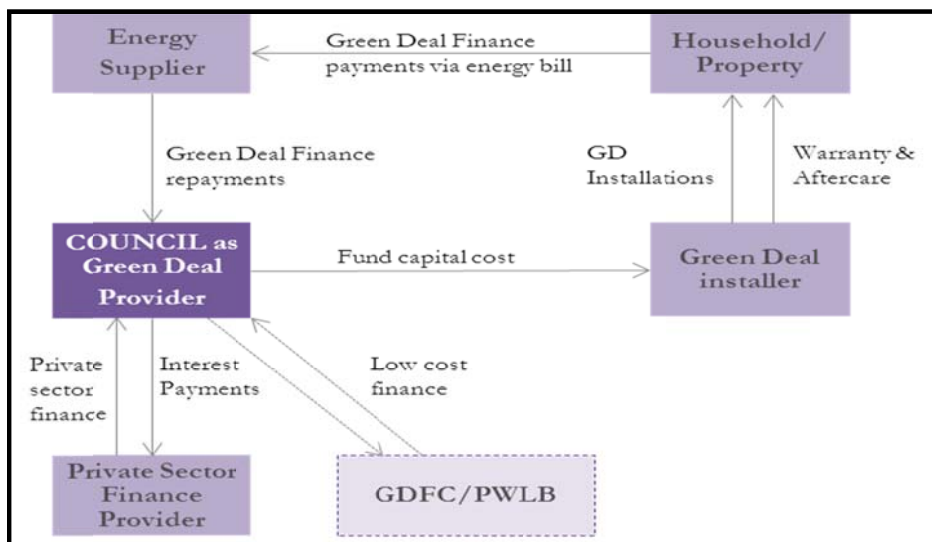 Energy
Supplier
Green Deal Finance
payments via energy bill
Household/
Property
Green Deal Finance
repayments
GD
Installations
Warranty &
Aftercare
COUNCIL as
Green Deal
Provider
Fund capital cost
Green Deal
installer
Private
sector
finance
Interest
Payments
Low cost
finance
Private Sector
Finance
Provider
GDFC/PWLB